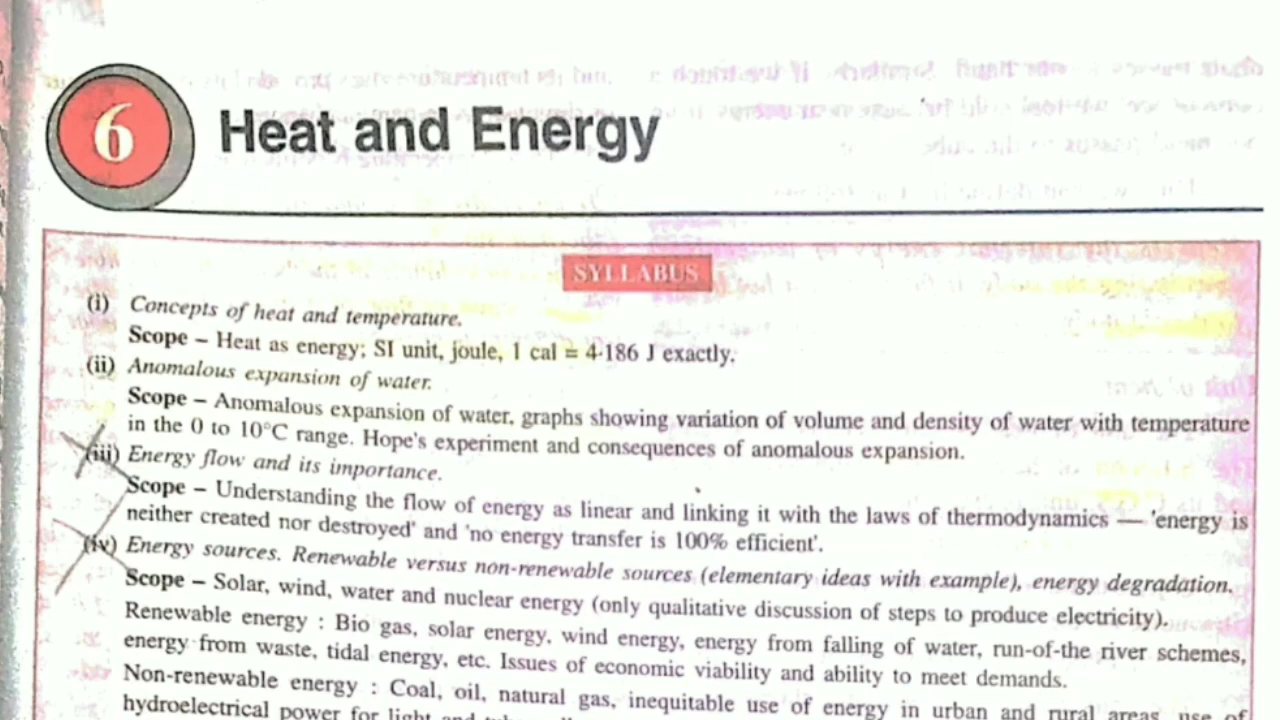 6
Heat and Energy
SYLLABUS
(i) Concepts of heat and temperature.
Scope – Heat as energy; SI unit, joule, 1 cal = 4·186 J exactly.
(ii) Anomalous expansion of water.
Scope – Anomalous expansion of water, graphs showing variation of volume and density of water with temperature
in the 0 to 10°C range. Hope's experiment and consequences of anomalous expansion.
(iii) Energy flow and its importance.
Scope – Understanding the flow of energy as linear and linking it with the laws of thermodynamics — 'energy is
neither created nor destroyed' and 'no energy transfer is 100% efficient'.
(iv) Energy sources. Renewable versus non-renewable sources (elementary ideas with example), energy degradation.
Scope – Solar, wind, water and nuclear energy (only qualitative discussion of steps to produce electricity).
Renewable energy : Bio gas, solar energy, wind energy, energy from falling of water, run-of-the river schemes,
energy from waste, tidal energy, etc. Issues of economic viability and ability to meet demands.
Non-renewable energy : Coal, oil, natural gas, inequitable use of energy in urban and rural areas, use of
hydroelectrical power for light and